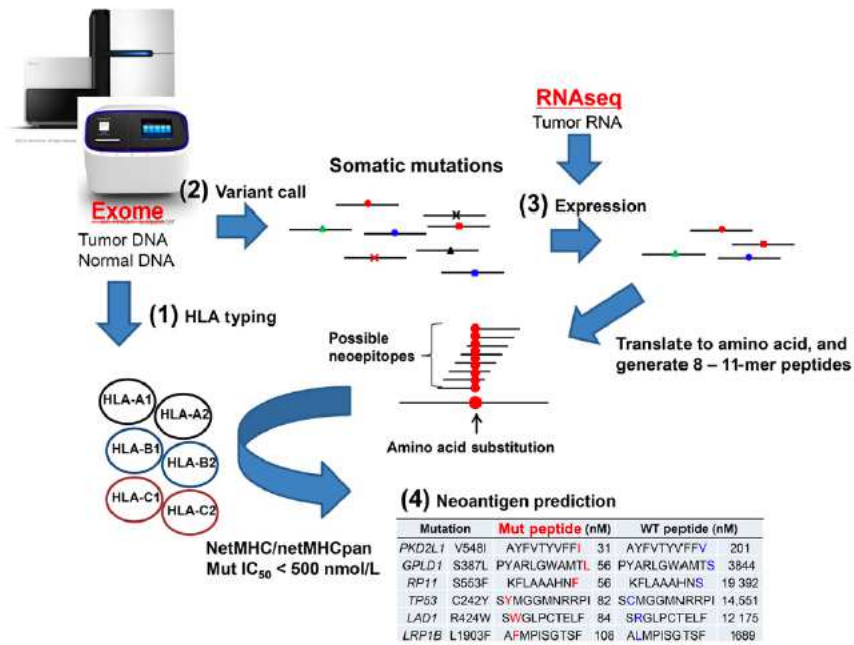 RNAseq
Tumor RNA
Somatic mutations
(2) Variant call
(3) Expression
Exome
Tumor DNA
Normal DNA
(1) HLA typing
Possible
neoepitopes
Translate to amino acid, and
generate 8 – 11-mer peptides
HLA-A1
HLA-A2
HLA-B1
HLA-B2
HLA-C1
HLA-C2
Amino acid substitution
NetMHC/netMHCpan
Mut IC50 < 500 nmol/L
(4) Neoantigen prediction
Mutation Mut peptide (nM) WT peptide (nM)
PKD2L1 V548I AYFVTYVFFI 31 AYFVTYVFFV 201
GPLD1 S387L PYARLGWAMTL 56 PYARLGWAMTS 3844
RP11 S553F KFLAAAHNF 56 KFLAAAHNS 19 392
TP53 C242Y SYMGGMNRRPI 82 SCMGGMNRRPI 14,551
LAD1 R424W SWGLPCTELF 84 SRGLPCTELF 12 175
LRP1B L1903F AFMPISGTSF 108 ALMPISGTSF 1689